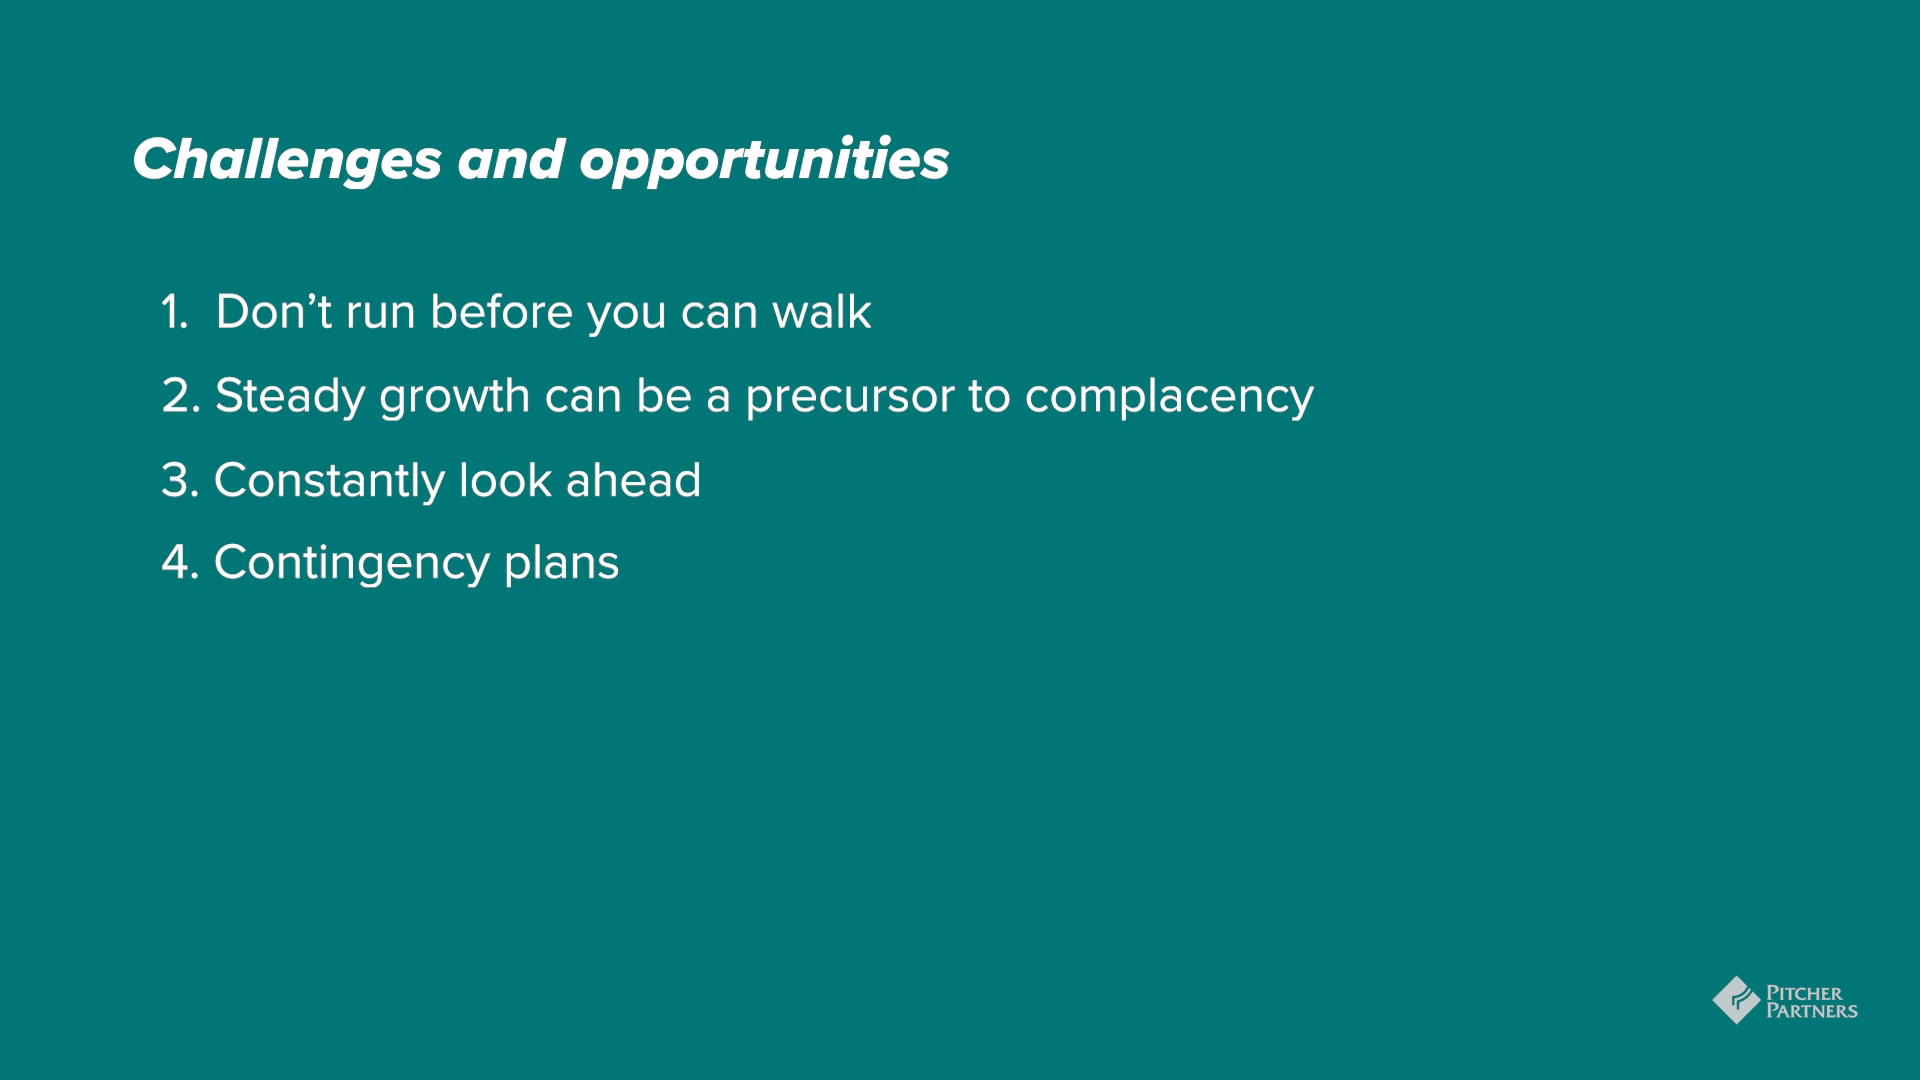 Challenges and opportunities
1. Don’t run before you can walk
2. Steady growth can be a precursor to complacency
3. Constantly look ahead
4. Contingency plans
PITCHER
PARTNERS